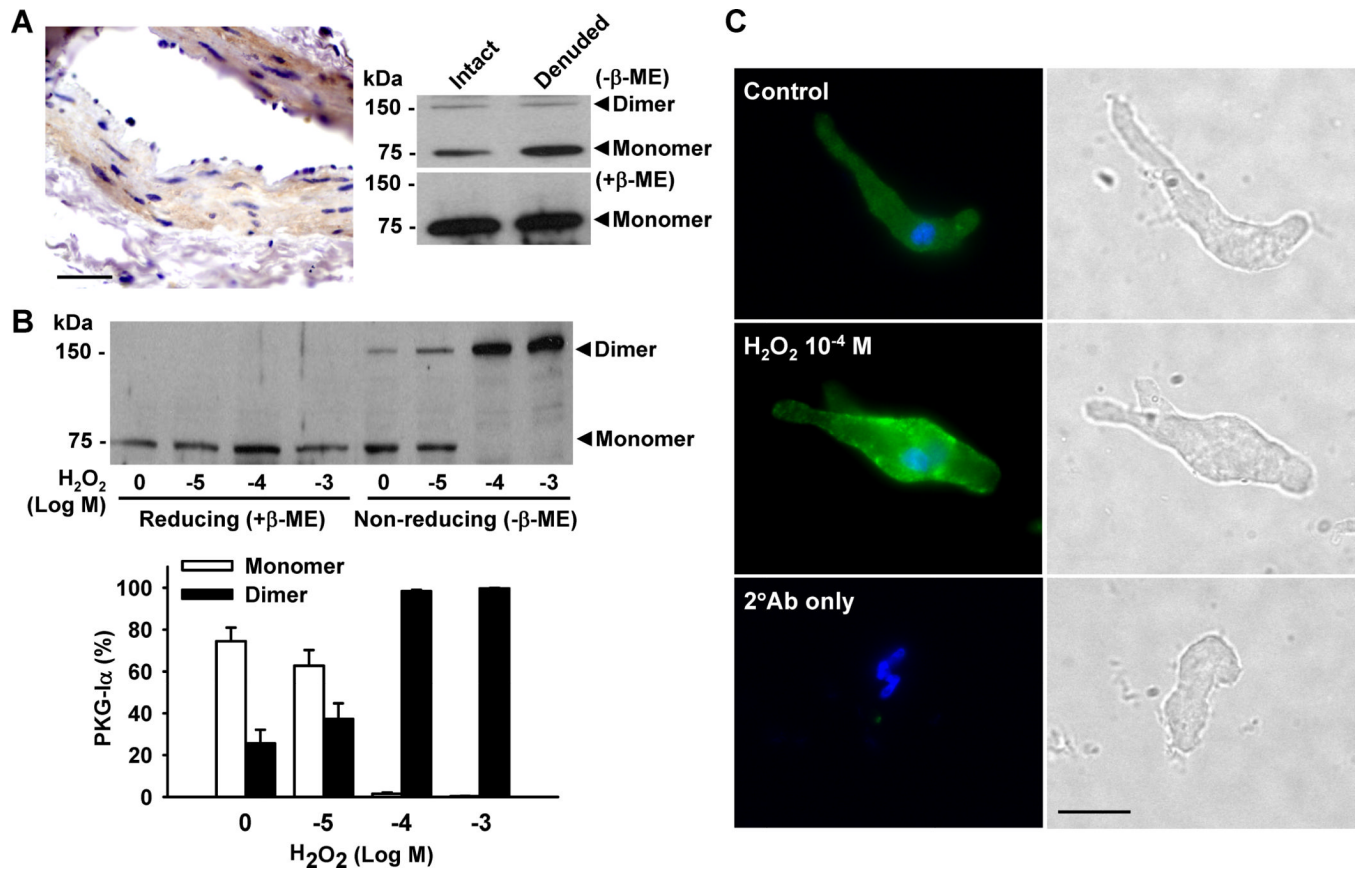 A
kDa
Intact
Denuded
(-β-ME)
150 -
Dimer
75 -
Monomer
150 -
(+β-ME)
75 -
Monomer
B
kDa
150 -
Dimer
75 -
Monomer
H₂O₂
(Log M)
0 -5 -4 -3 0 -5 -4 -3
Reducing (+β-ME) Non-reducing (-β-ME)
Monomer
Dimer
PKG-Iα (%)
100
80
60
40
20
0
0 -5 -4 -3
H₂O₂ (Log M)
C
Control
H₂O₂ 10⁻⁴ M
2°Ab only